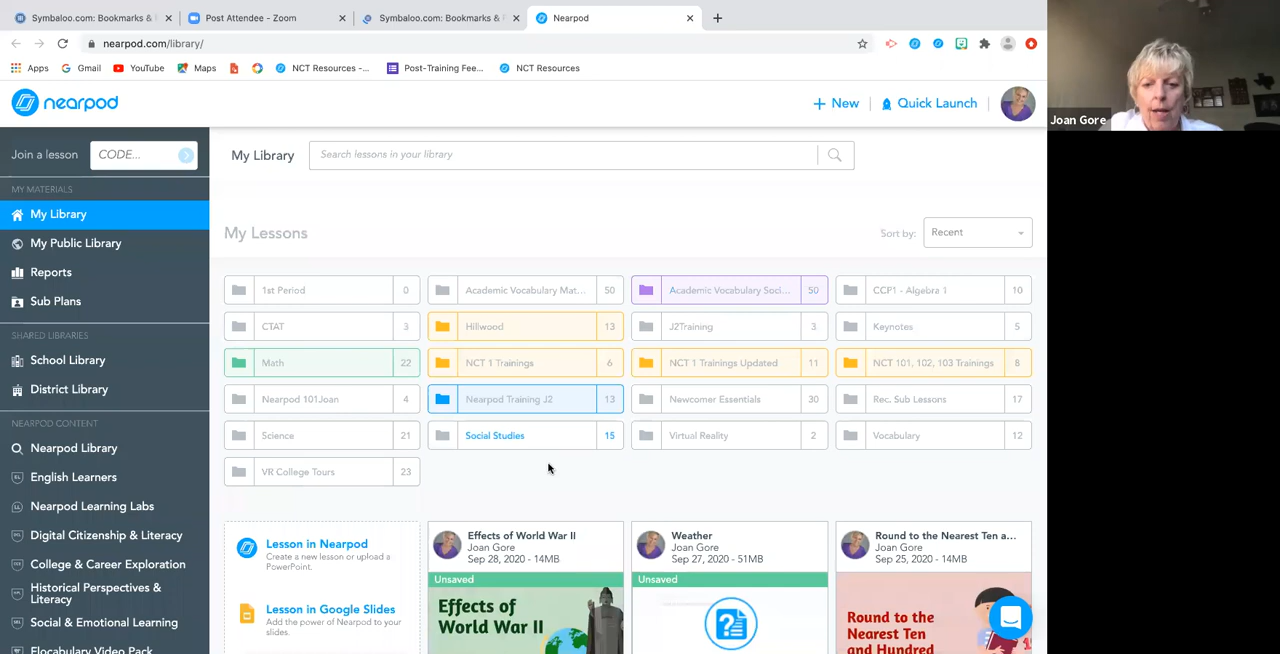 Symbaloo.com: Bookmarks &
Post Attendee - Zoom
Symbaloo.com: Bookmarks &
Nearpod
nearpod.com/library/
Apps
Gmail
YouTube
Maps
NCT Resources -...
Post-Training Fee...
NCT Resources
nearpod
+ New
Quick Launch
Joan Gore
Join a lesson
CODE...
MY MATERIALS
My Library
My Public Library
Reports
Sub Plans
SHARED LIBRARIES
School Library
District Library
NEARPOD CONTENT
Nearpod Library
English Learners
Nearpod Learning Labs
Digital Citizenship & Literacy
College & Career Exploration
Historical Perspectives &
Literacy
Social & Emotional Learning
Flocabulary Video Pack
My Library
Search lessons in your library
My Lessons
Sort by:
Recent
1st Period 0
Academic Vocabulary Mat... 50
Academic Vocabulary Soci... 50
CCP1 - Algebra 1 10
CTAT 3
Hillwood 13
J2Training 3
Keynotes 5
Math 22
NCT 1 Trainings 6
NCT 1 Trainings Updated 11
NCT 101, 102, 103 Trainings 8
Nearpod 101Joan 4
Nearpod Training J2 13
Newcomer Essentials 30
Rec. Sub Lessons 17
Science 21
Social Studies 15
Virtual Reality 2
Vocabulary 12
VR College Tours 23
Lesson in Nearpod
Create a new lesson or upload a
PowerPoint.
Lesson in Google Slides
Add the power of Nearpod to your
slides.
Effects of World War II
Joan Gore
Sep 28, 2020 - 14MB
Unsaved
Effects of
World War II
Weather
Joan Gore
Sep 27, 2020 - 51MB
Unsaved
Round to the Nearest Ten a...
Joan Gore
Sep 25, 2020 - 14MB
Round to the
Nearest Ten
and Hundred